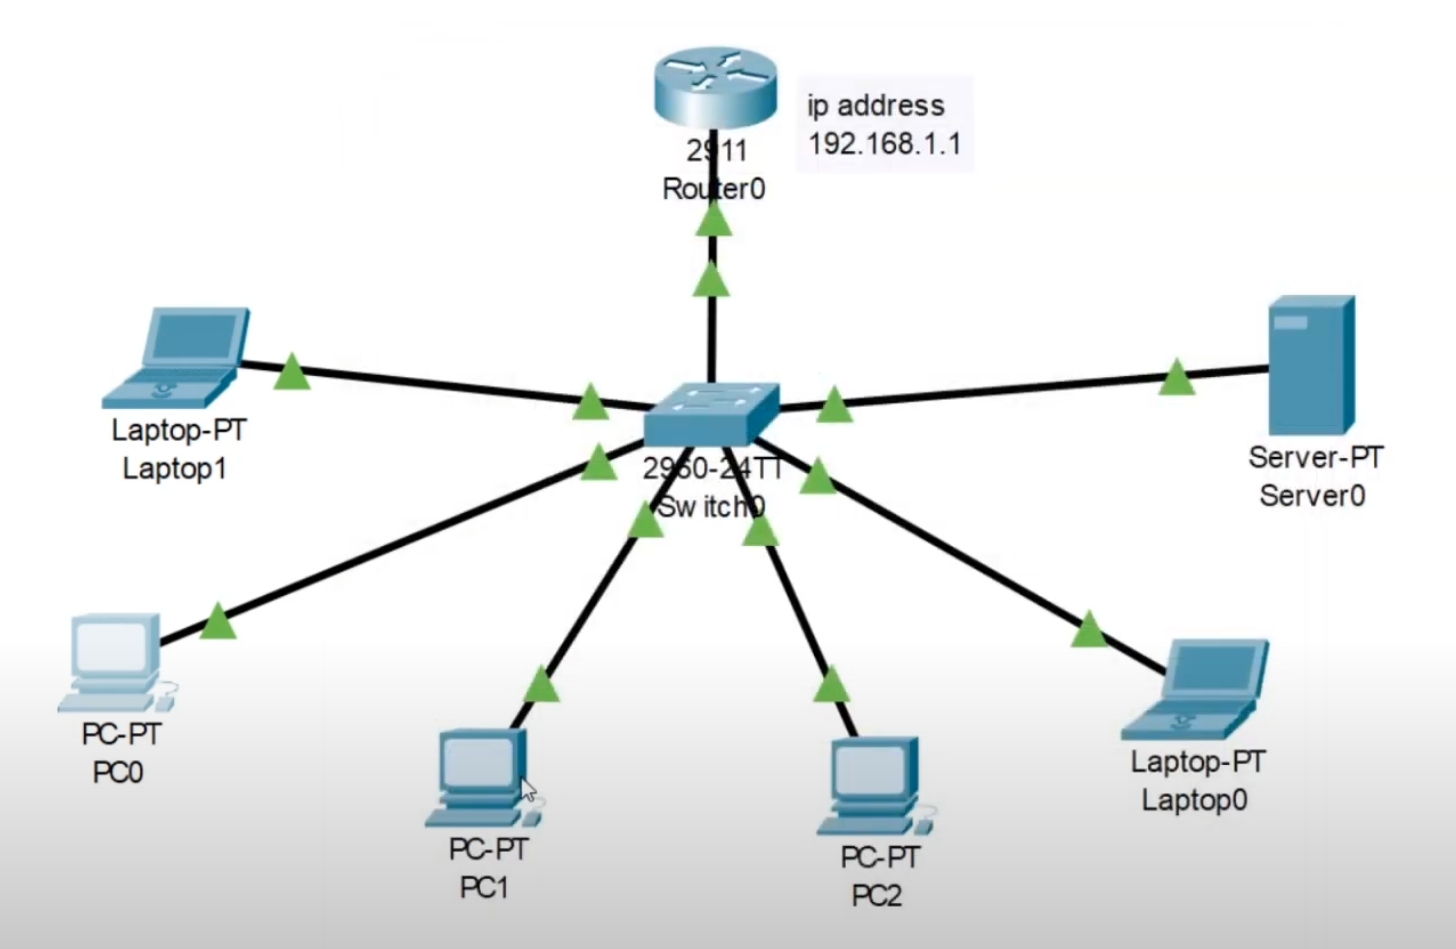 ip address
192.168.1.1
2911
Router0
Laptop-PT
Laptop1
2960-24TT
Switch0
Server-PT
Server0
PC-PT
PC0
PC-PT
PC1
PC-PT
PC2
Laptop-PT
Laptop0